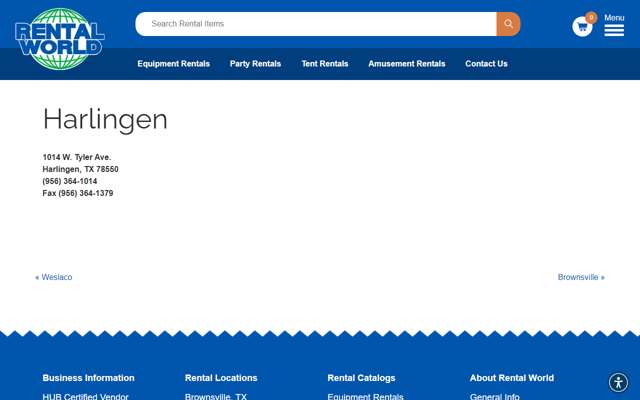 RENTAL
WORLD
Search Rental Items
0
Menu
Equipment Rentals
Party Rentals
Tent Rentals
Amusement Rentals
Contact Us
Harlingen
1014 W. Tyler Ave.
Harlingen, TX 78550
(956) 364-1014
Fax (956) 364-1379
« Weslaco
Brownsville »
Business Information
Rental Locations
Rental Catalogs
About Rental World
HUB Certified Vendor
Brownsville, TX
Equipment Rentals
General Info